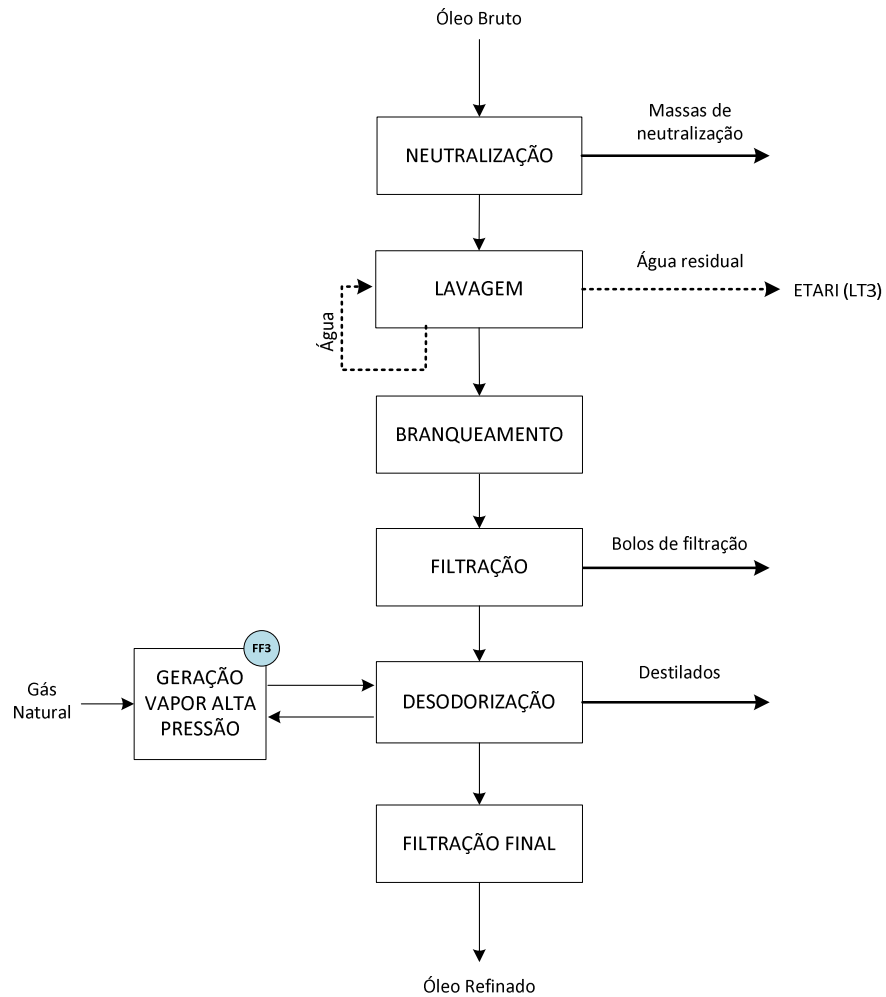 Óleo Bruto
Massas de
neutralização
NEUTRALIZAÇÃO
Água residual
LAVAGEM
ETARI (LT3)
Água
BRANQUEAMENTO
Bolos de filtração
FILTRAÇÃO
FF3
GERAÇÃO
VAPOR ALTA
PRESSÃO
Gás
Natural
Destilados
DESODORIZAÇÃO
FILTRAÇÃO FINAL
Óleo Refinado